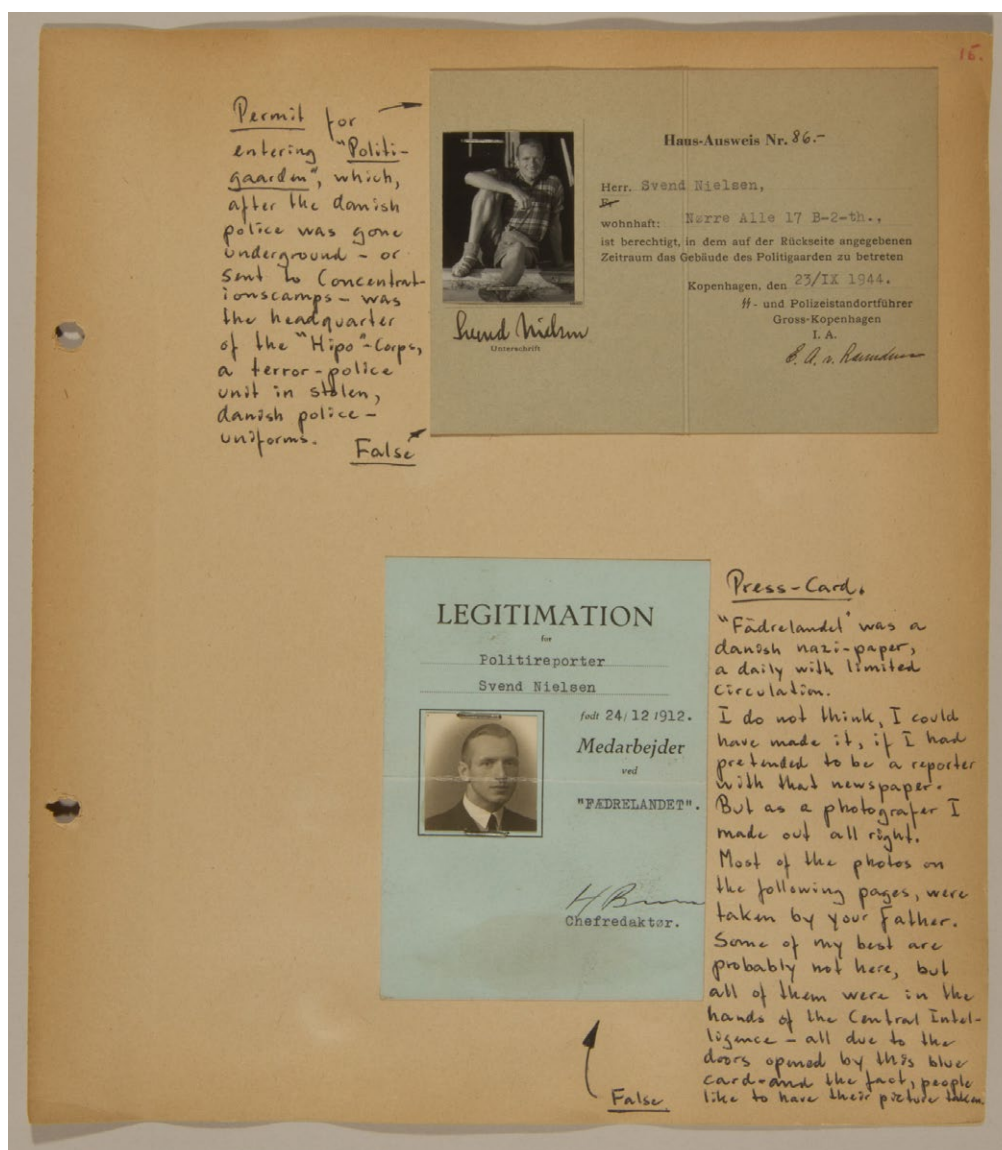 15.
Permit for
entering "Politi-
gaarden", which,
after the danish
police was gone
underground - or
sent to Concentrat-
ionscamps - was
the headquarter
of the "Hipo"-Corps,
a terror-police
unit in stolen,
danish police-
uniforms.
False
Haus-Ausweis Nr. 86.-
Herr. Svend Nielsen,
wohnhaft: Nørre Alle 17 B-2-th.,
ist berechtigt, in dem auf der Rückseite angegebenen
Zeitraum das Gebäude des Politigaarden zu betreten
Kopenhagen, den 23/IX 1944.
ᛋᛋ - und Polizeistandortführer
Gross-Kopenhagen
I. A.
Svend Nielsen
Unterschrift
LEGITIMATION
for
Politireporter
Svend Nielsen
født 24/12 1912.
Medarbejder
ved
"FÆDRELANDET".
Chefredaktør.
Press-Card.
"Fädrelandet" was a
danish nazi-paper,
a daily with limited
circulation.
I do not think, I could
have made it, if I had
pretended to be a reporter
with that newspaper.
But as a photografer I
made out all right.
Most of the photos on
the following pages, were
taken by your Father.
Some of my best are
probably not here, but
all of them were in the
hands of the Central Intel-
ligence - all due to the
doors opened by this blue
card-and the fact, people
like to have their picture taken.
False